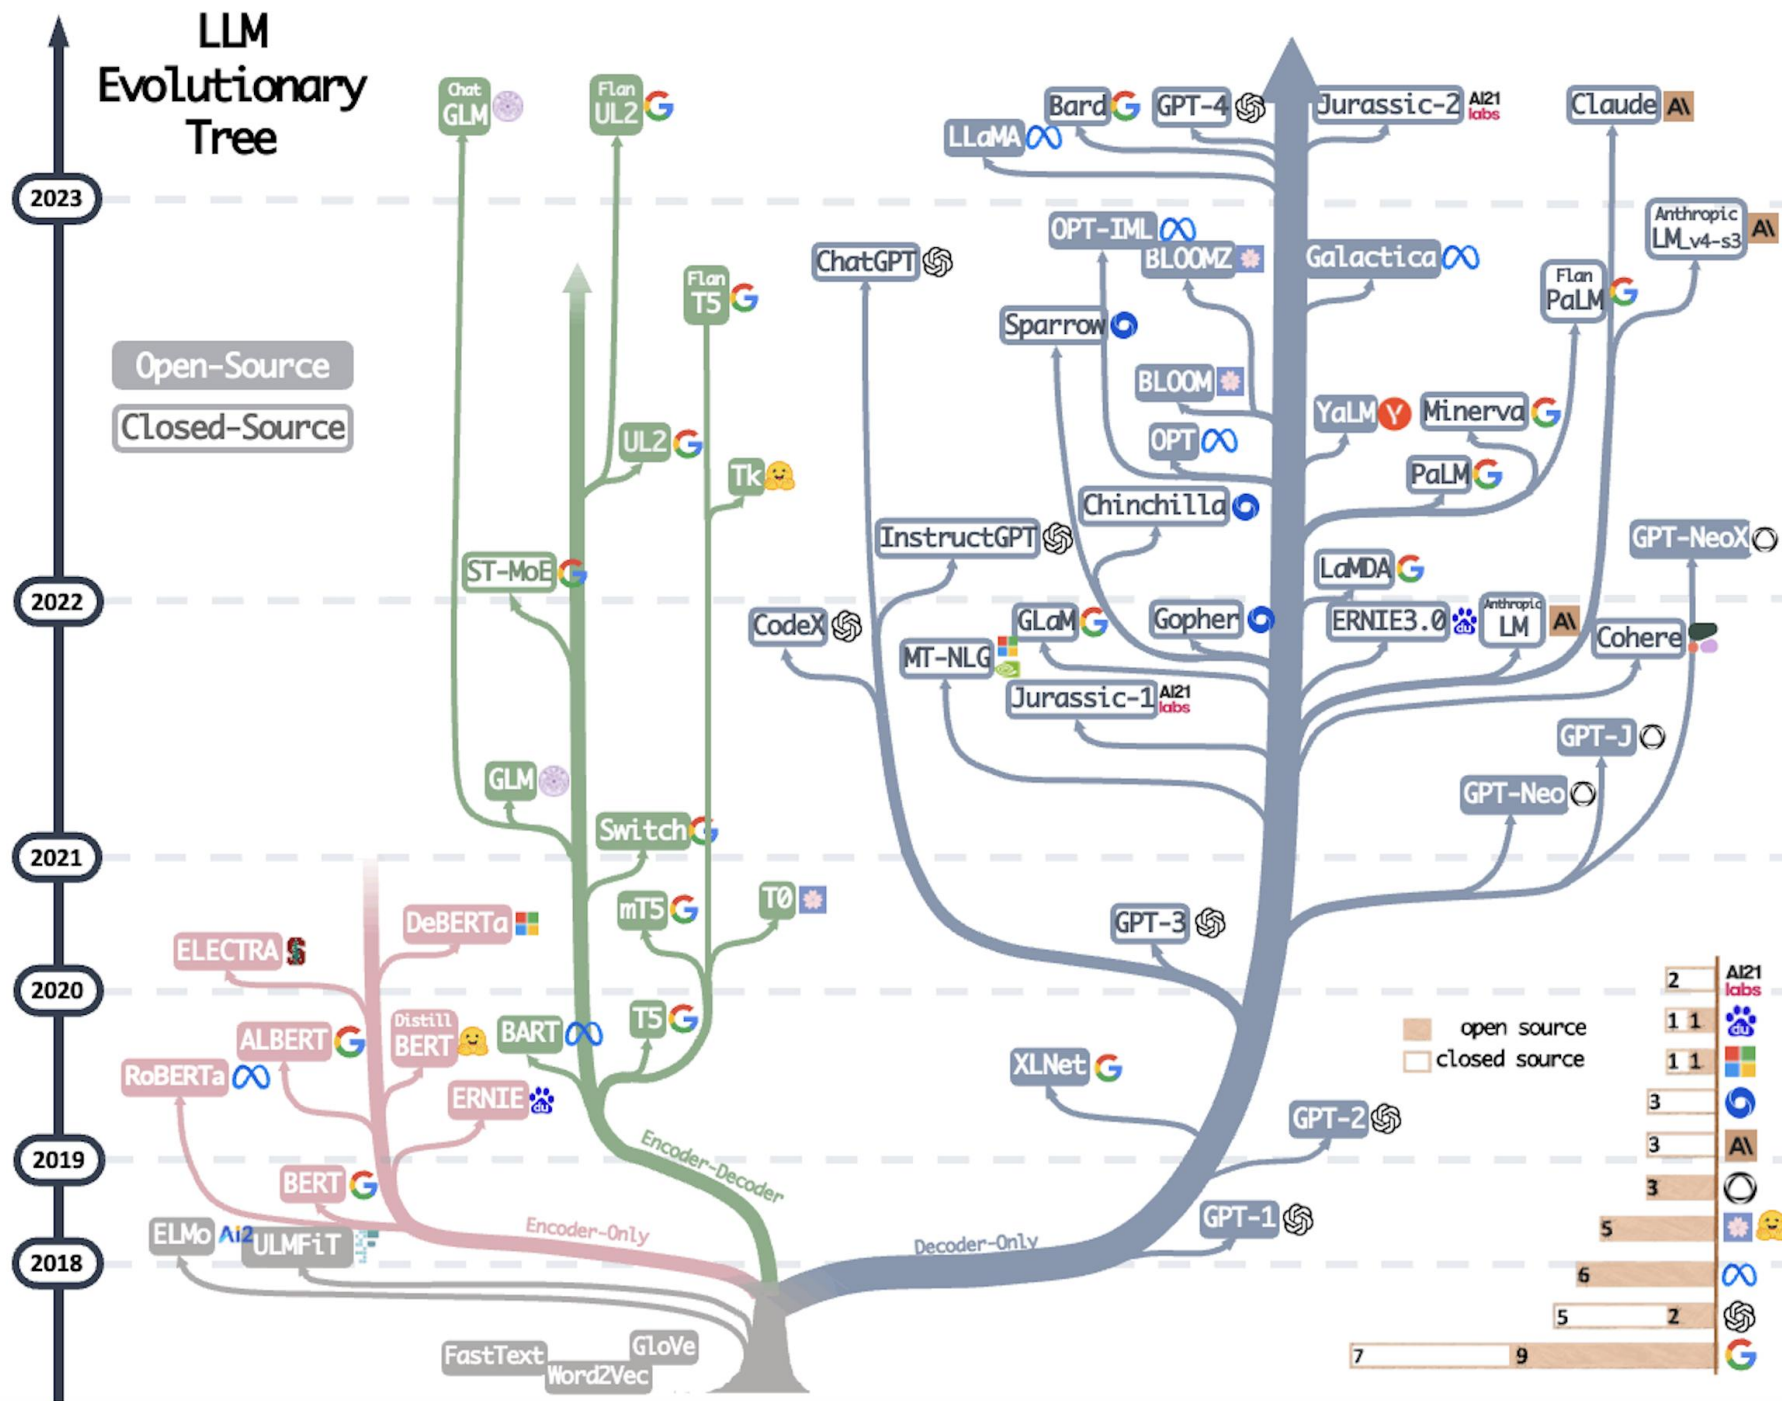 LLM
Evolutionary
Tree
2023
2022
2021
2020
2019
2018
Open-Source
Closed-Source
Chat
GLM
Flan
UL2
Flan
T5
UL2
Tk
ST-MoE
GLM
Switch
mT5
T0
BART
T5
Encoder-Decoder
DeBERTa
ELECTRA
ALBERT
Distill
BERT
RoBERTa
ERNIE
BERT
Encoder-Only
ELMo
Ai2
ULMFiT
FastText
Word2Vec
GloVe
Decoder-Only
LLaMA
Bard
GPT-4
Jurassic-2
AI21
labs
Claude
A\
OPT-IML
BLOOMZ
Galactica
Anthropic
LM_v4-s3
A\
ChatGPT
Flan
PaLM
Sparrow
BLOOM
YaLM
Y
Minerva
OPT
PaLM
Chinchilla
InstructGPT
GPT-NeoX
LaMDA
CodeX
GLaM
Gopher
ERNIE3.0
du
Anthropic
LM
A\
Cohere
MT-NLG
Jurassic-1
AI21
labs
GPT-J
GPT-Neo
GPT-3
XLNet
GPT-2
GPT-1
open source
closed source
2
AI21
labs
1 1
du
1 1
3
3
A\
3
5
6
5 2
7 9